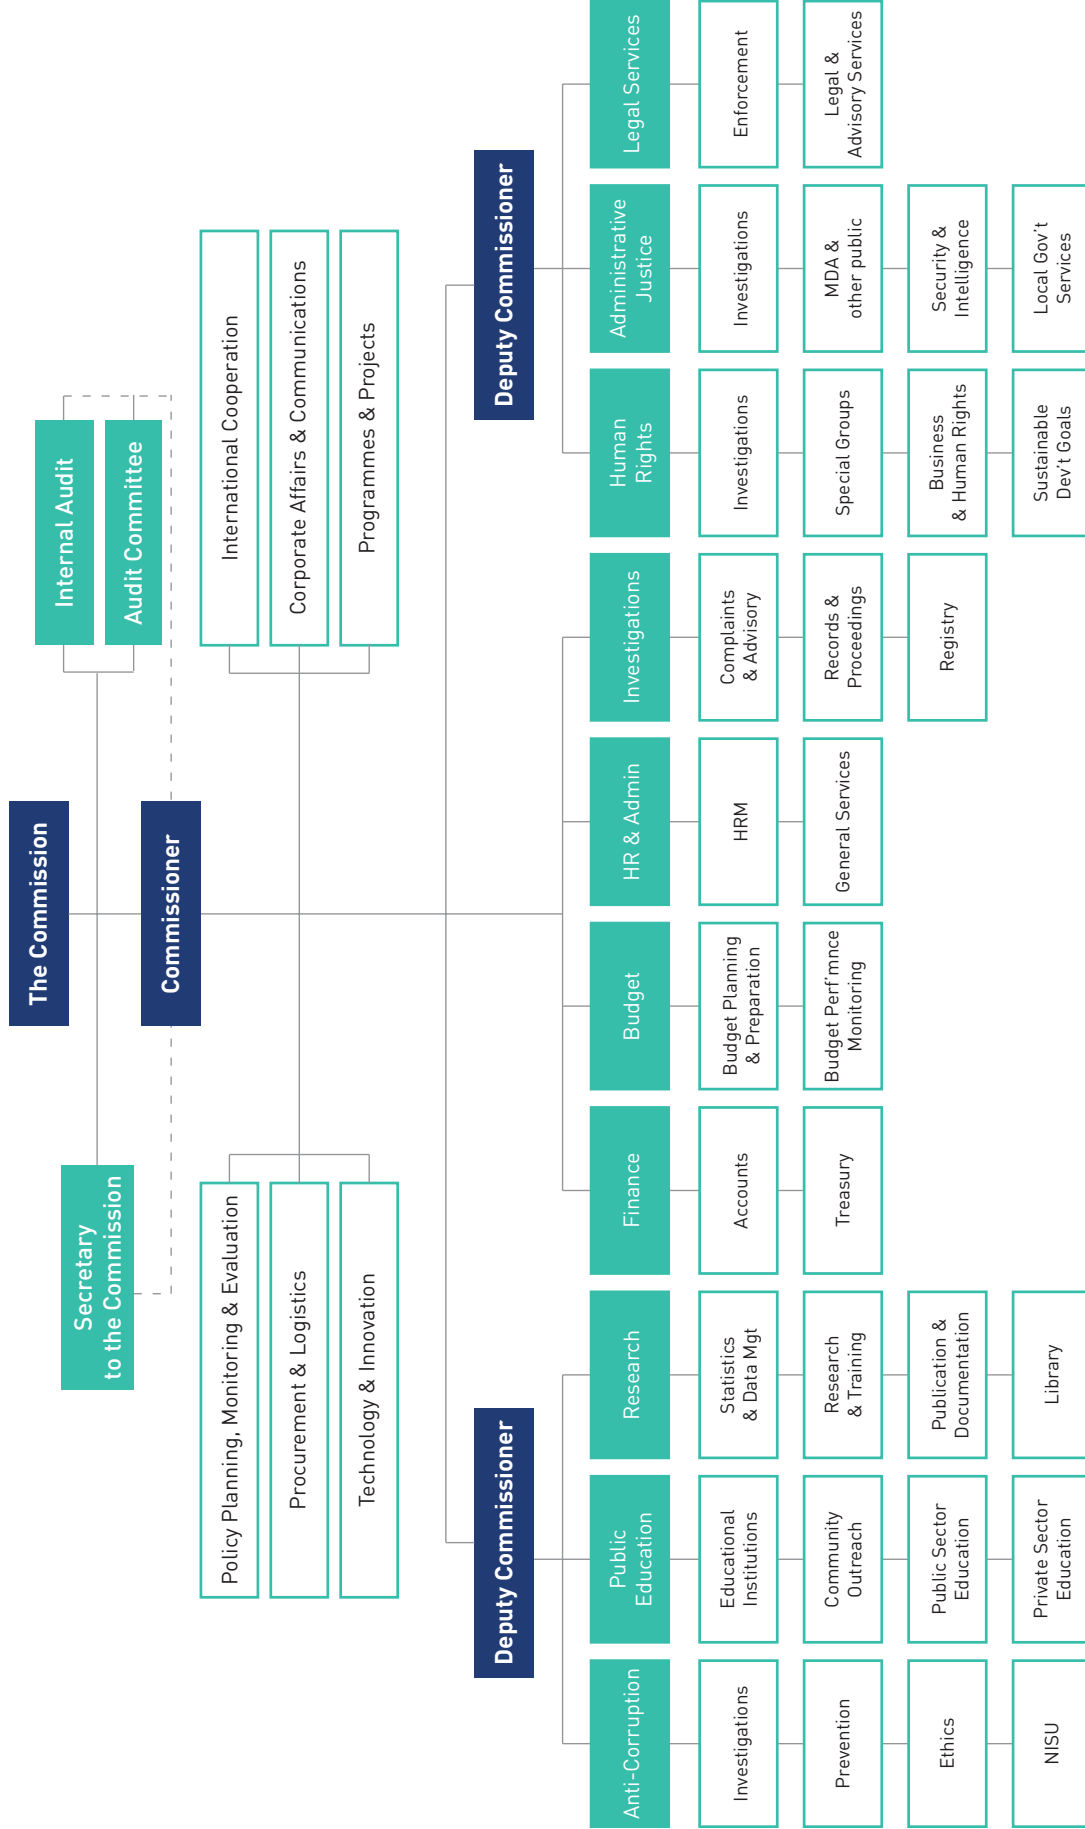 The Commission
Secretary
to the Commission
Internal Audit
Audit Committee
Commissioner
Policy Planning, Monitoring & Evaluation
Procurement & Logistics
Technology & Innovation
International Cooperation
Corporate Affairs & Communications
Programmes & Projects
Deputy Commissioner
Deputy Commissioner
Anti-Corruption
Investigations
Prevention
Ethics
NISU
Public
Education
Educational
Institutions
Community
Outreach
Public Sector
Education
Private Sector
Education
Research
Statistics
& Data Mgt
Research
& Training
Publication &
Documentation
Library
Finance
Accounts
Treasury
Budget
Budget Planning
& Preparation
Budget Perf'mnce
Monitoring
HR & Admin
HRM
General Services
Investigations
Complaints
& Advisory
Records &
Proceedings
Registry
Human
Rights
Investigations
Special Groups
Business
& Human Rights
Sustainable
Dev't Goals
Administrative
Justice
Investigations
MDA &
other public
Security &
Intelligence
Local Gov't
Services
Legal Services
Enforcement
Legal &
Advisory Services